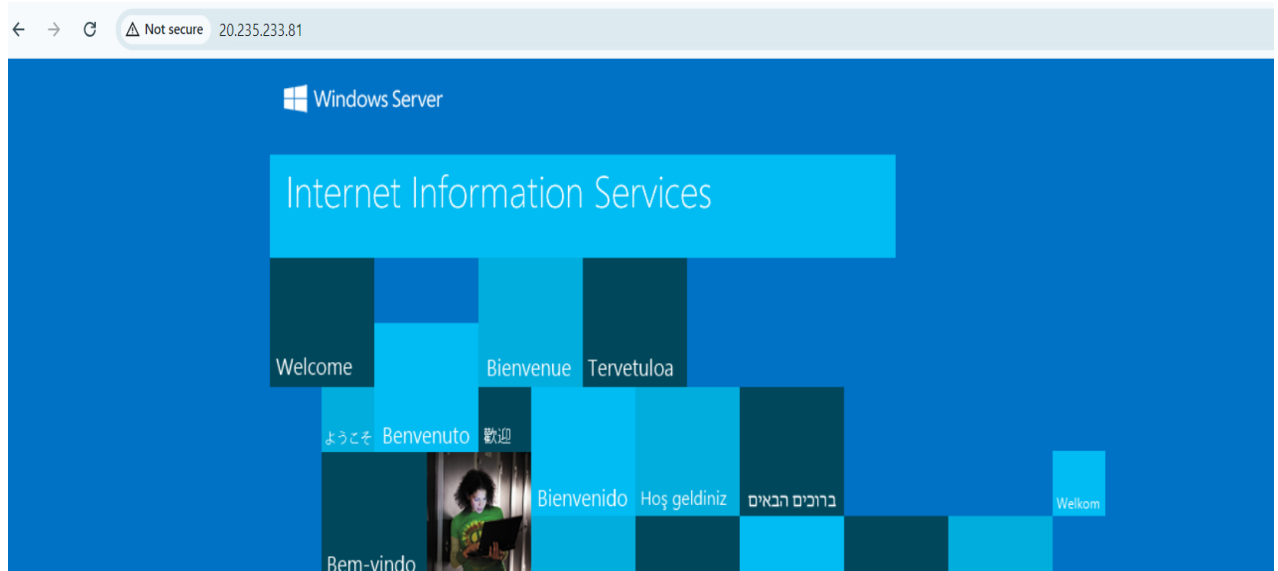 Not secure 20.235.233.81
Windows Server
Internet Information Services
Welcome
Bienvenue
Tervetuloa
ようこそ
Benvenuto
歡迎
Bienvenido
Hoş geldiniz
ברוכים הבאים
Welkom
Bem-vindo